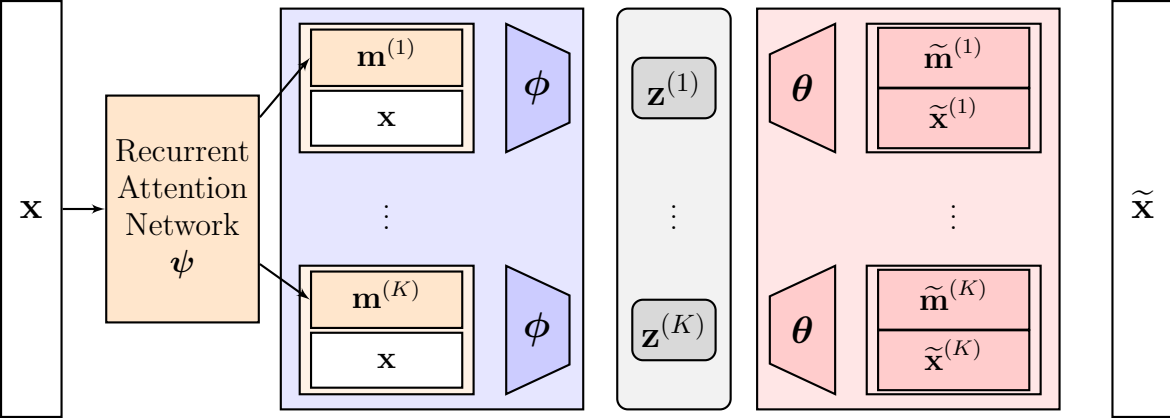 x
Recurrent
Attention
Network
ψ
m^(1)
x
ϕ
⋮
m^(K)
x
ϕ
z^(1)
⋮
z^(K)
θ
m̃^(1)
x̃^(1)
⋮
θ
m̃^(K)
x̃^(K)
x̃